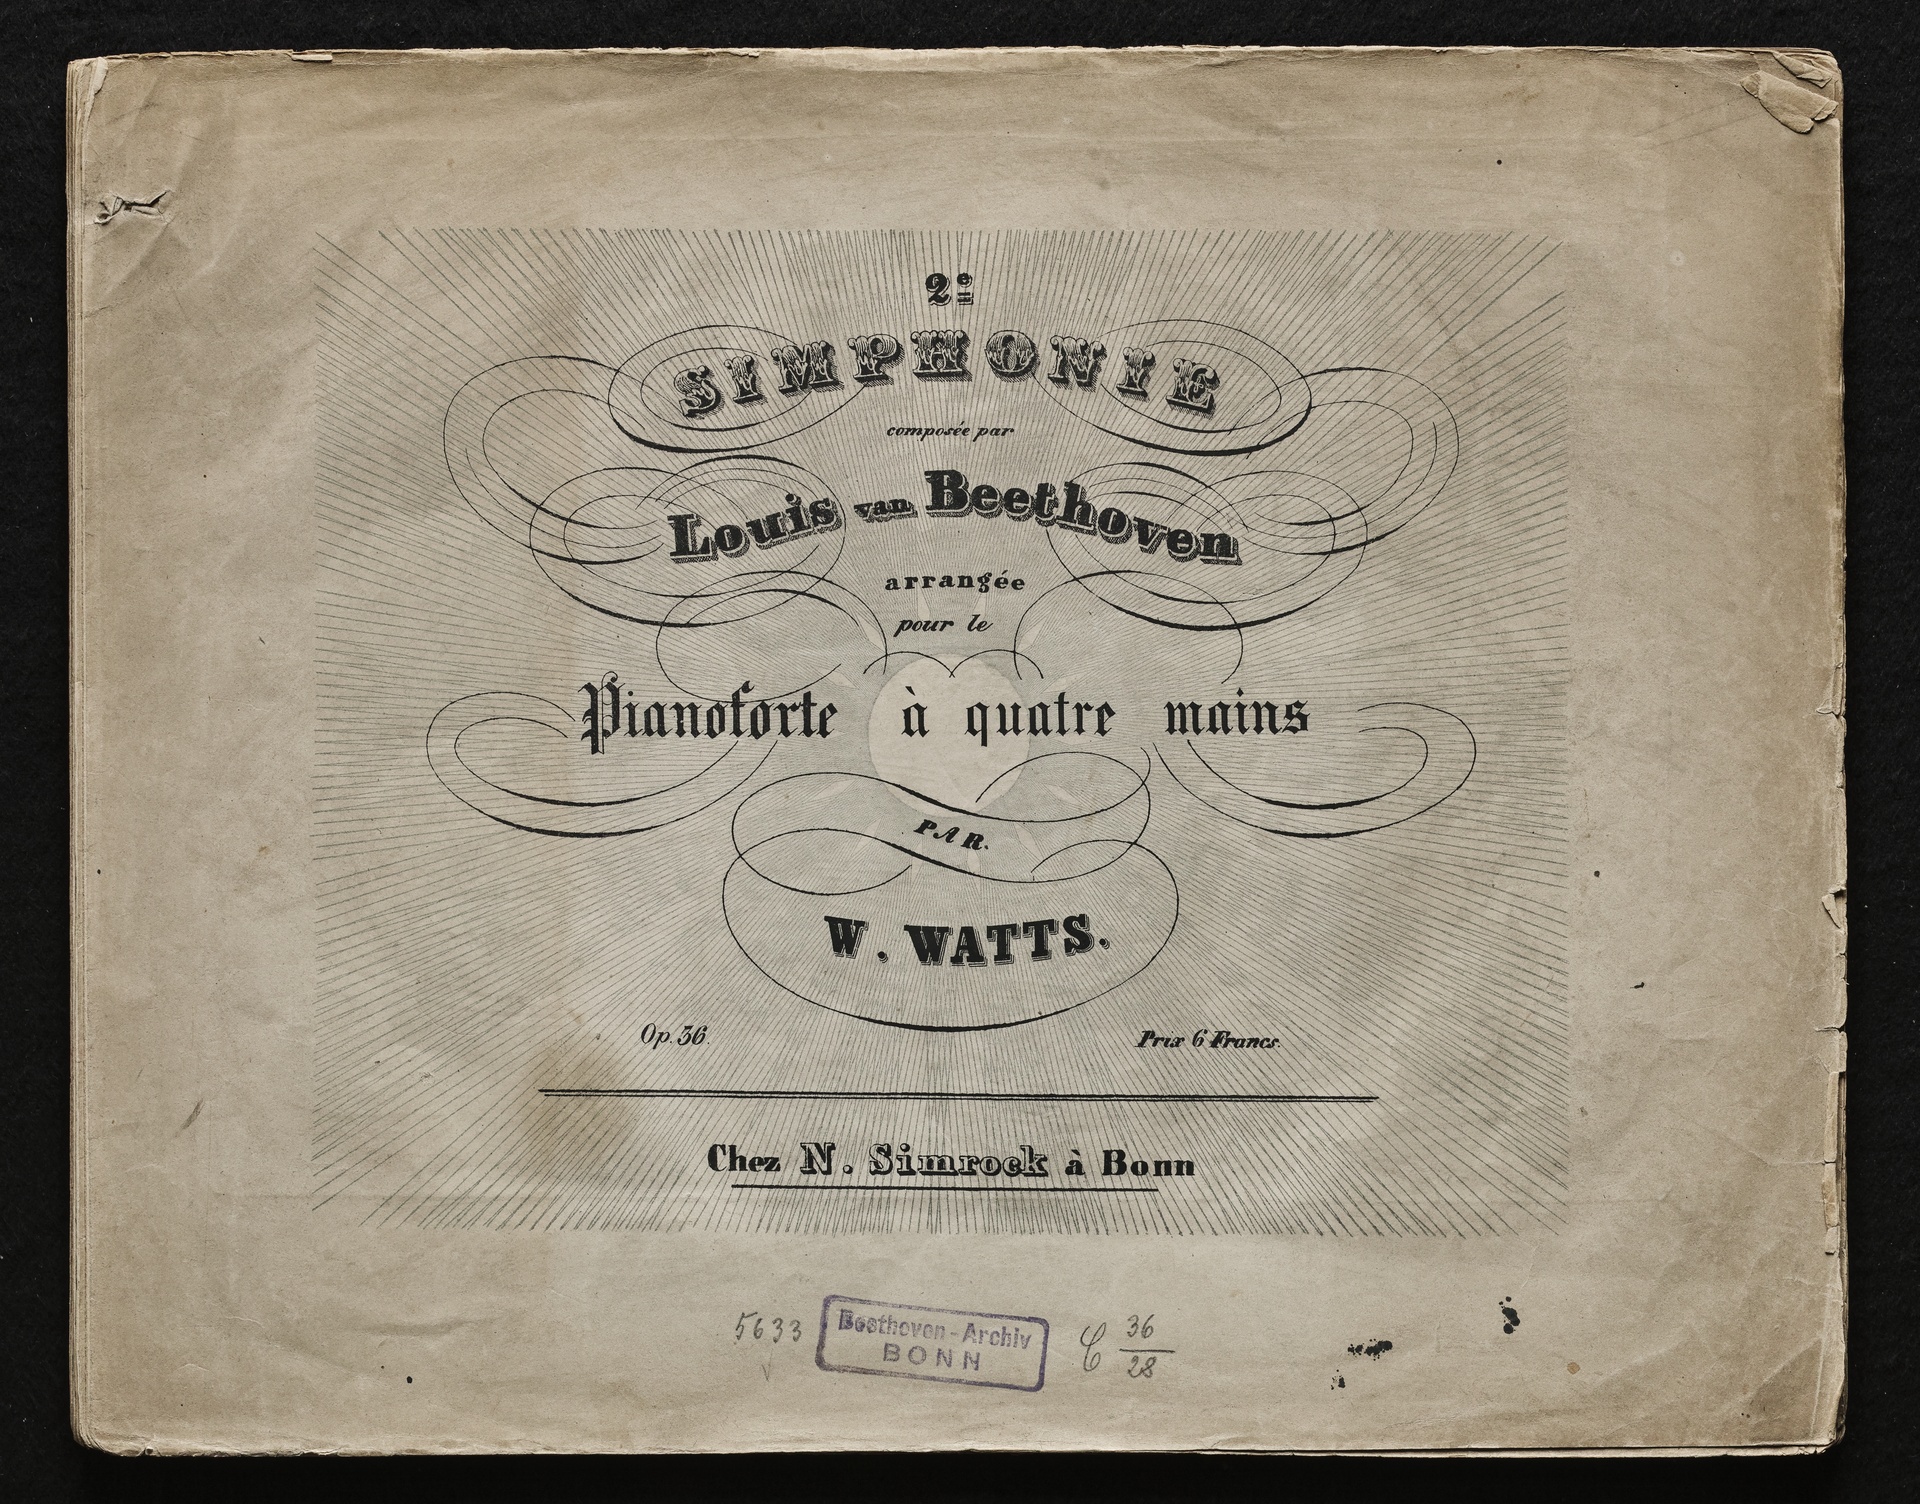 2e
SIMPHONIE
composée par
Louis van Beethoven
arrangée
pour le
Pianoforte à quatre mains
PAR.
W. WATTS.
Op. 36.
Prix 6 Francs.
Chez N. Simrock à Bonn
5633
Beethoven-Archiv
BONN
C 36/28